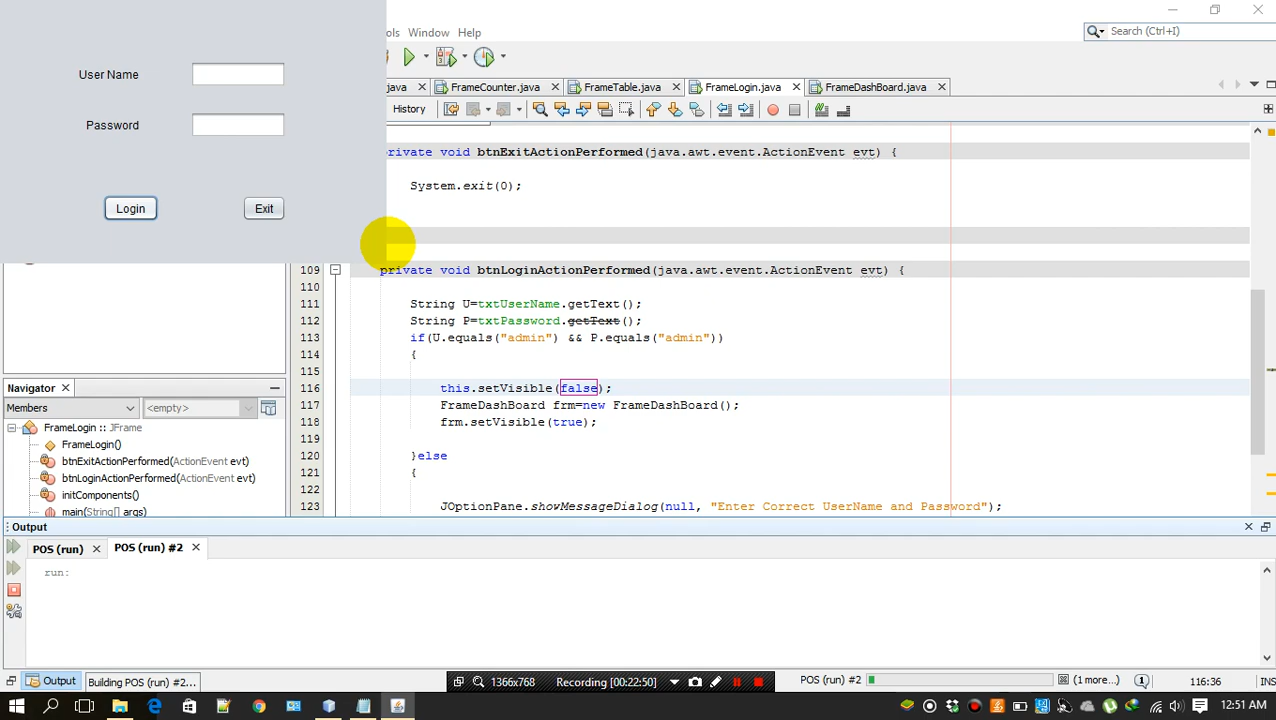 ols Window Help
Search (Ctrl+I)
User Name
Password
Login Exit
java FrameCounter.java FrameTable.java FrameLogin.java FrameDashBoard.java
History
private void btnExitActionPerformed(java.awt.event.ActionEvent evt) {
System.exit(0);
109 private void btnLoginActionPerformed(java.awt.event.ActionEvent evt) {
110
111 String U=txtUserName.getText();
112 String P=txtPassword.getText();
113 if(U.equals("admin") && P.equals("admin"))
114 {
115
116 this.setVisible(false);
117 FrameDashBoard frm=new FrameDashBoard();
118 frm.setVisible(true);
119
120 }else
121 {
122
123 JOptionPane.showMessageDialog(null, "Enter Correct UserName and Password");
Navigator
Members <empty>
FrameLogin :: JFrame
FrameLogin()
btnExitActionPerformed(ActionEvent evt)
btnLoginActionPerformed(ActionEvent evt)
initComponents()
main(String[] args)
Output
POS (run) POS (run) #2
run:
Output Building POS (run) #2...
1366x768 Recording [00:22:50]
POS (run) (1 more...) 1 116:36 INS
12:51 AM